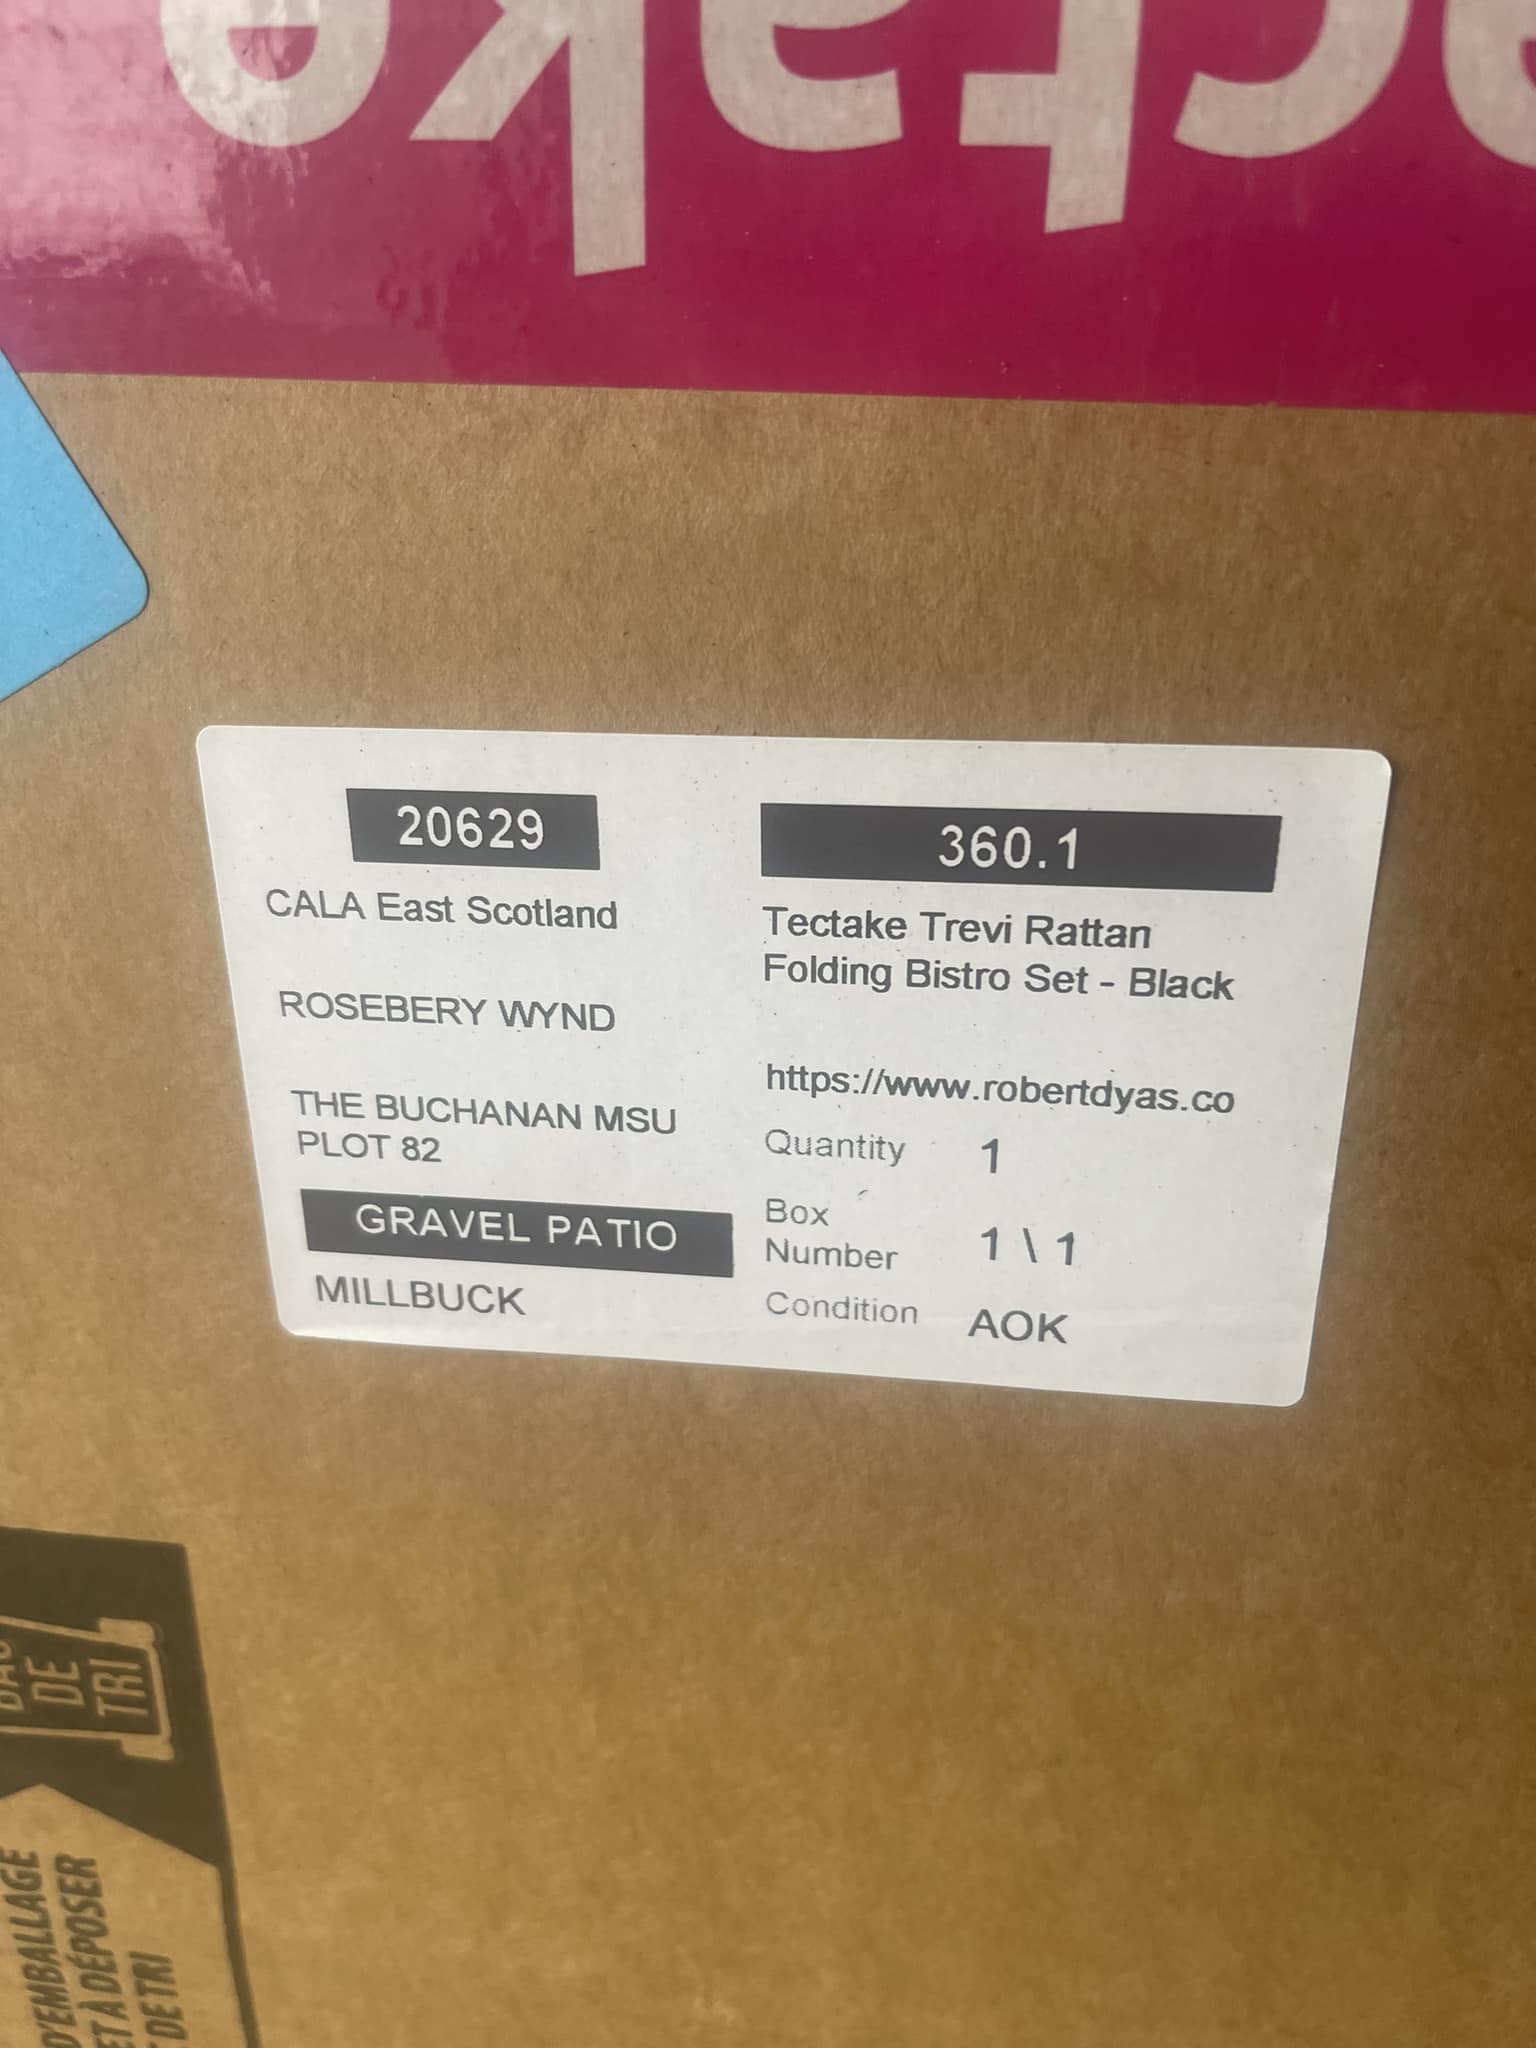 ectake
20629
CALA East Scotland
ROSEBERY WYND
THE BUCHANAN MSU
PLOT 82
GRAVEL PATIO
MILLBUCK
360.1
Tectake Trevi Rattan
Folding Bistro Set - Black
https://www.robertdyas.co
Quantity 1
Box
Number 1 \ 1
Condition AOK
BAC
DE
TRI
D'EMBALLAGE
ET À DÉPOSER
DE TRI